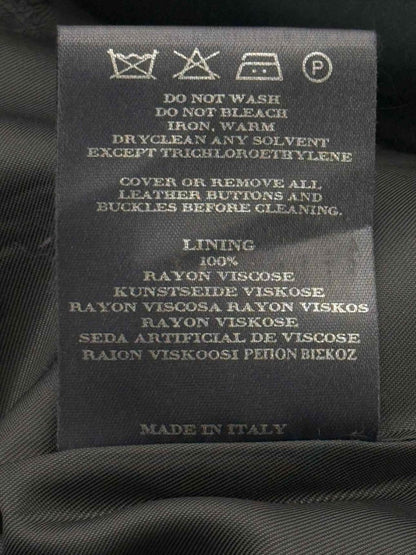 P
DO NOT WASH
DO NOT BLEACH
IRON, WARM
DRYCLEAN ANY SOLVENT
EXCEPT TRICHLOROETHYLENE
COVER OR REMOVE ALL
LEATHER BUTTONS AND
BUCKLES BEFORE CLEANING.
LINING
100%
RAYON VISCOSE
KUNSTSEIDE VISKOSE
RAYON VISCOSA RAYON VISKOS
RAYON VISKOSE
SEDA ARTIFICIAL DE VISCOSE
RAION VISKOOSI ΡΕΠΟΝ ΒΙΣΚΟΖ
MADE IN ITALY